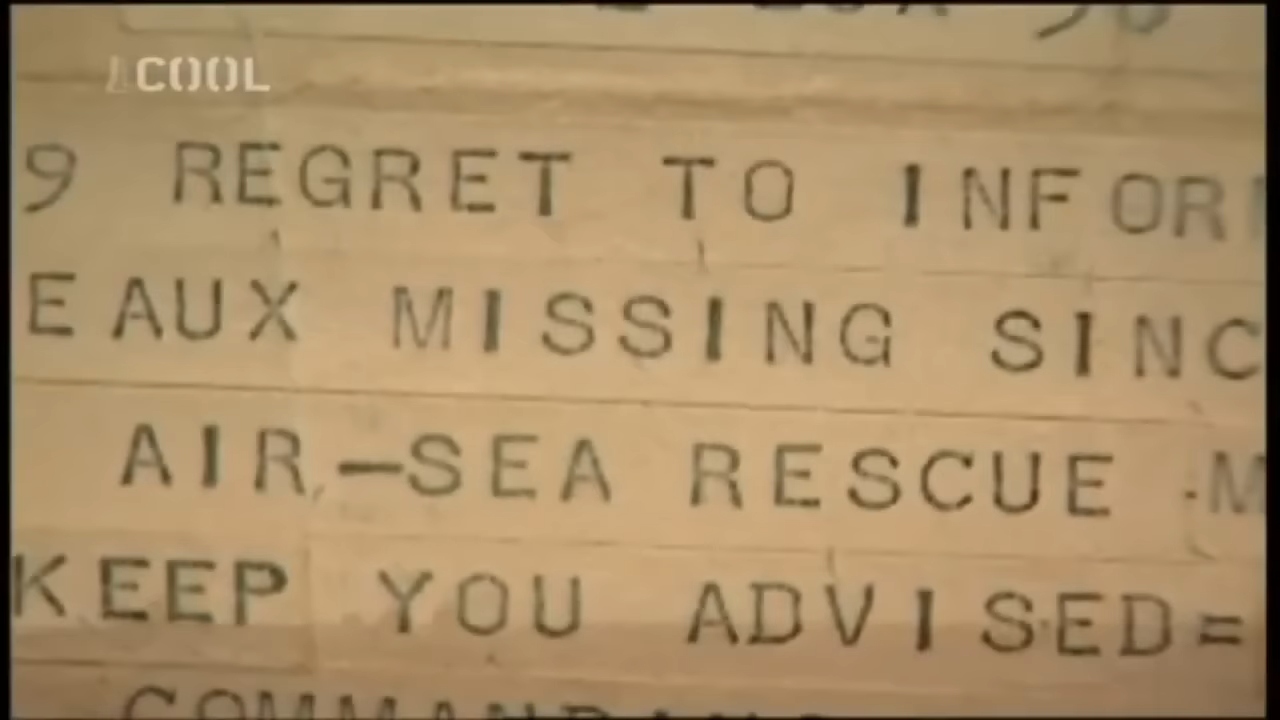 COOL
9 REGRET TO INFOR
EAUX MISSING SINC
AIR-SEA RESCUE M
KEEP YOU ADVISED=